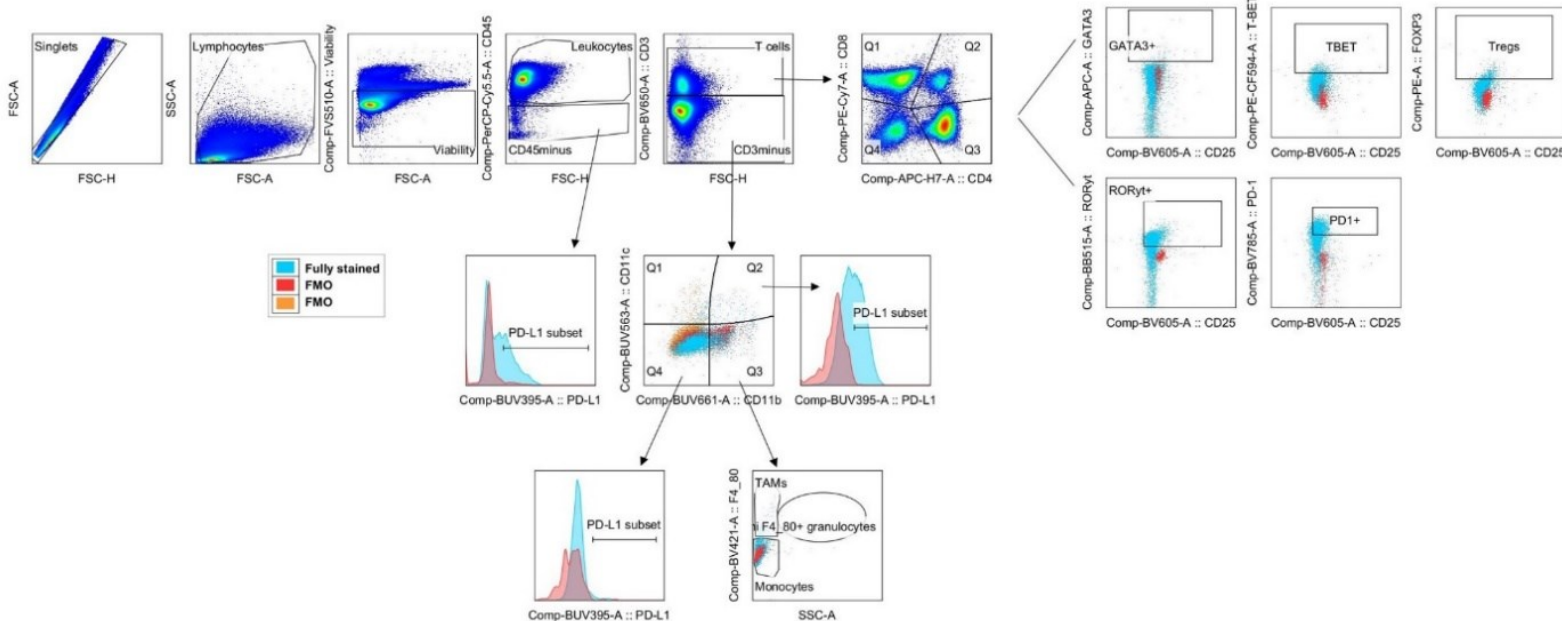 FSC-A
Singlets
FSC-H
SSC-A
Lymphocytes
FSC-A
Comp-FVS510-A :: Viability
Viability
FSC-A
Comp-PerCP-Cy5.5-A :: CD45
Leukocytes
CD45minus
FSC-H
Comp-BV650-A :: CD3
T cells
CD3minus
FSC-H
Comp-PE-Cy7-A :: CD8
Q1
Q2
Q4
Q3
Comp-APC-H7-A :: CD4
Comp-APC-A :: GATA3
GATA3+
Comp-BV605-A :: CD25
Comp-PE-CF594-A :: T-BET
TBET
Comp-BV605-A :: CD25
Comp-PE-A :: FOXP3
Tregs
Comp-BV605-A :: CD25
Comp-BB515-A :: RORyt
RORyt+
Comp-BV605-A :: CD25
Comp-BV785-A :: PD-1
PD1+
Comp-BV605-A :: CD25
Fully stained
FMO
FMO
PD-L1 subset
Comp-BUV395-A :: PD-L1
Comp-BUV563-A :: CD11c
Q1
Q2
Q4
Q3
Comp-BUV661-A :: CD11b
PD-L1 subset
Comp-BUV395-A :: PD-L1
PD-L1 subset
Comp-BUV395-A :: PD-L1
Comp-BV421-A :: F4_80
TAMs
F4_80+ granulocytes
Monocytes
SSC-A